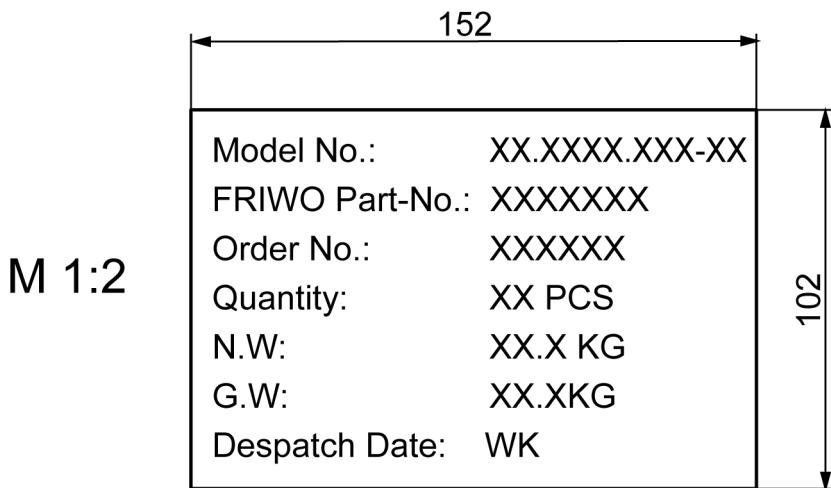 152
Model No.: XX.XXXX.XXX-XX
FRIWO Part-No.: XXXXXXX
Order No.: XXXXXX
Quantity: XX PCS
N.W: XX.X KG
G.W: XX.XKG
Despatch Date: WK
M 1:2
102